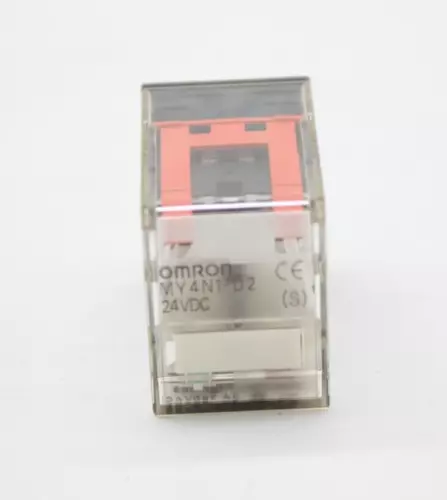 omron
CE
MY4N1-D2
24VDC
(S)